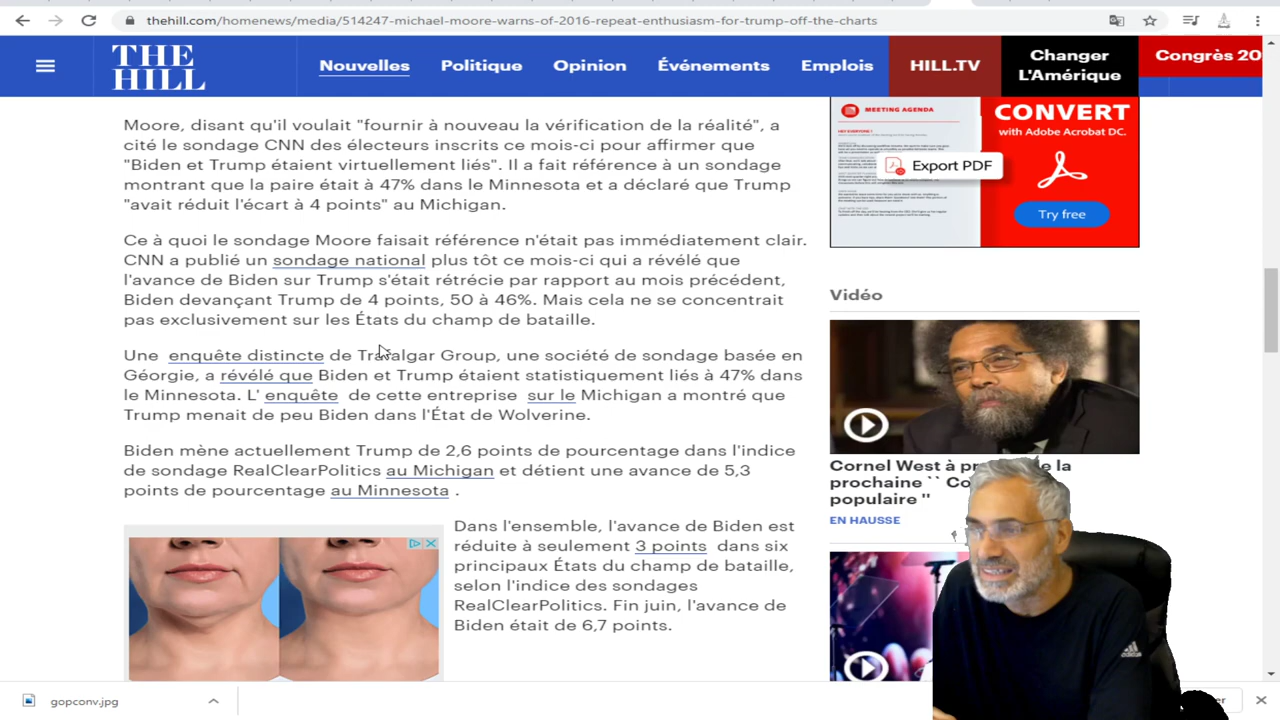 thehill.com/homenews/media/514247-michael-moore-warns-of-2016-repeat-enthusiasm-for-trump-off-the-charts
THE
HILL
Nouvelles
Politique
Opinion
Événements
Emplois
HILL.TV
Changer
L'Amérique
Congrès 20
Moore, disant qu'il voulait "fournir à nouveau la vérification de la réalité", a
cité le sondage CNN des électeurs inscrits ce mois-ci pour affirmer que
"Biden et Trump étaient virtuellement liés". Il a fait référence à un sondage
montrant que la paire était à 47% dans le Minnesota et a déclaré que Trump
"avait réduit l'écart à 4 points" au Michigan.
Ce à quoi le sondage Moore faisait référence n'était pas immédiatement clair.
CNN a publié un sondage national plus tôt ce mois-ci qui a révélé que
l'avance de Biden sur Trump s'était rétrécie par rapport au mois précédent,
Biden devançant Trump de 4 points, 50 à 46%. Mais cela ne se concentrait
pas exclusivement sur les États du champ de bataille.
Une enquête distincte de Trafalgar Group, une société de sondage basée en
Géorgie, a révélé que Biden et Trump étaient statistiquement liés à 47% dans
le Minnesota. L' enquête de cette entreprise sur le Michigan a montré que
Trump menait de peu Biden dans l'État de Wolverine.
Biden mène actuellement Trump de 2,6 points de pourcentage dans l'indice
de sondage RealClearPolitics au Michigan et détient une avance de 5,3
points de pourcentage au Minnesota .
Dans l'ensemble, l'avance de Biden est
réduite à seulement 3 points dans six
principaux États du champ de bataille,
selon l'indice des sondages
RealClearPolitics. Fin juin, l'avance de
Biden était de 6,7 points.
MEETING AGENDA
CONVERT
with Adobe Acrobat DC.
Export PDF
Try free
Vidéo
Cornel West à de la
prochaine `` Co
populaire ''
EN HAUSSE
adidas
gopconv.jpg